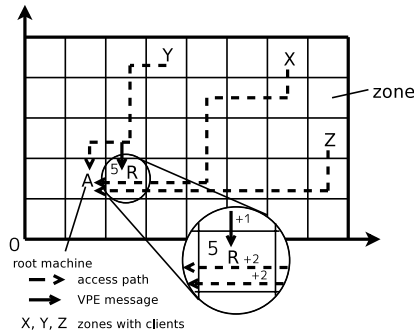 Y
X
zone
Z
5 R
A
0
+1
5
R +2
+2
root machine
access path
VPE message
X, Y, Z zones with clients